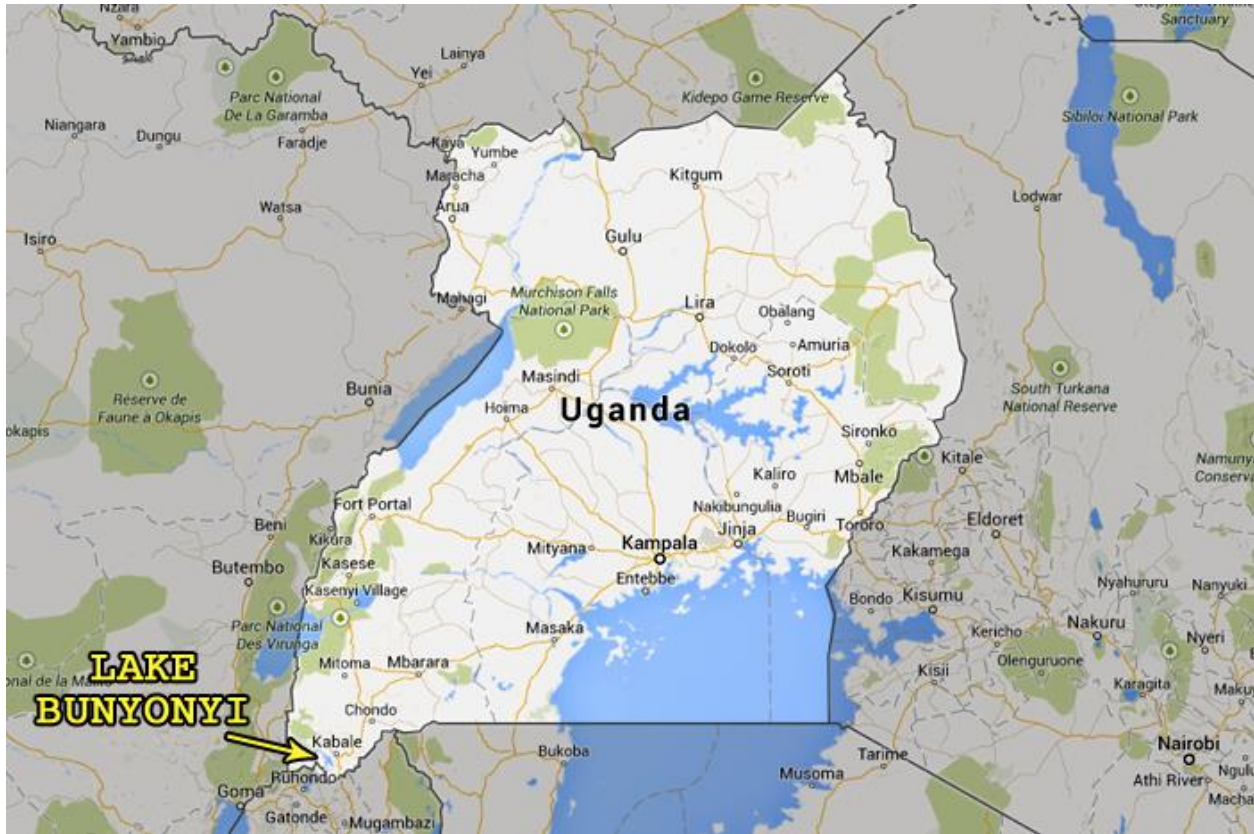 Nzara
Yambio
Lainya
Yei
Sanctuary
Parc National
De La Garamba
Kidepo Game Reserve
Sibiloi National Park
Niangara
Dungu
Faradje
Kaya
Yumbe
Maracha
Kitgum
Watsa
Arua
Lodwar
Isiro
Gulu
Mahagi
Murchison Falls
National Park
Lira
Obalang
Dokolo
Amuria
Bunia
Masindi
Soroti
South Turkana
National Reserve
Réserve de
Faune à Okapis
okapis
Hoima
Uganda
Sironko
Kitale
Mbale
Kaliro
Fort Portal
Nakibungulia
Bugiri
Tororo
Eldoret
Beni
Kikura
Mityana
Kampala
Jinja
Kakamega
Butembo
Kasese
Entebbe
Kasenyi Village
Bondo
Kisumu
Nyahururu
Nanyuki
Parc National
Des Virunga
Masaka
Kericho
Nakuru
Nyeri
LAKE
BUNYONYI
Mitoma
Mbarara
Kisii
Olenguruone
Karagita
Chondo
Kabale
Bukoba
Tarime
Nairobi
Ruhondo
Goma
Musoma
Athi River
Gatonde
Mugambazi